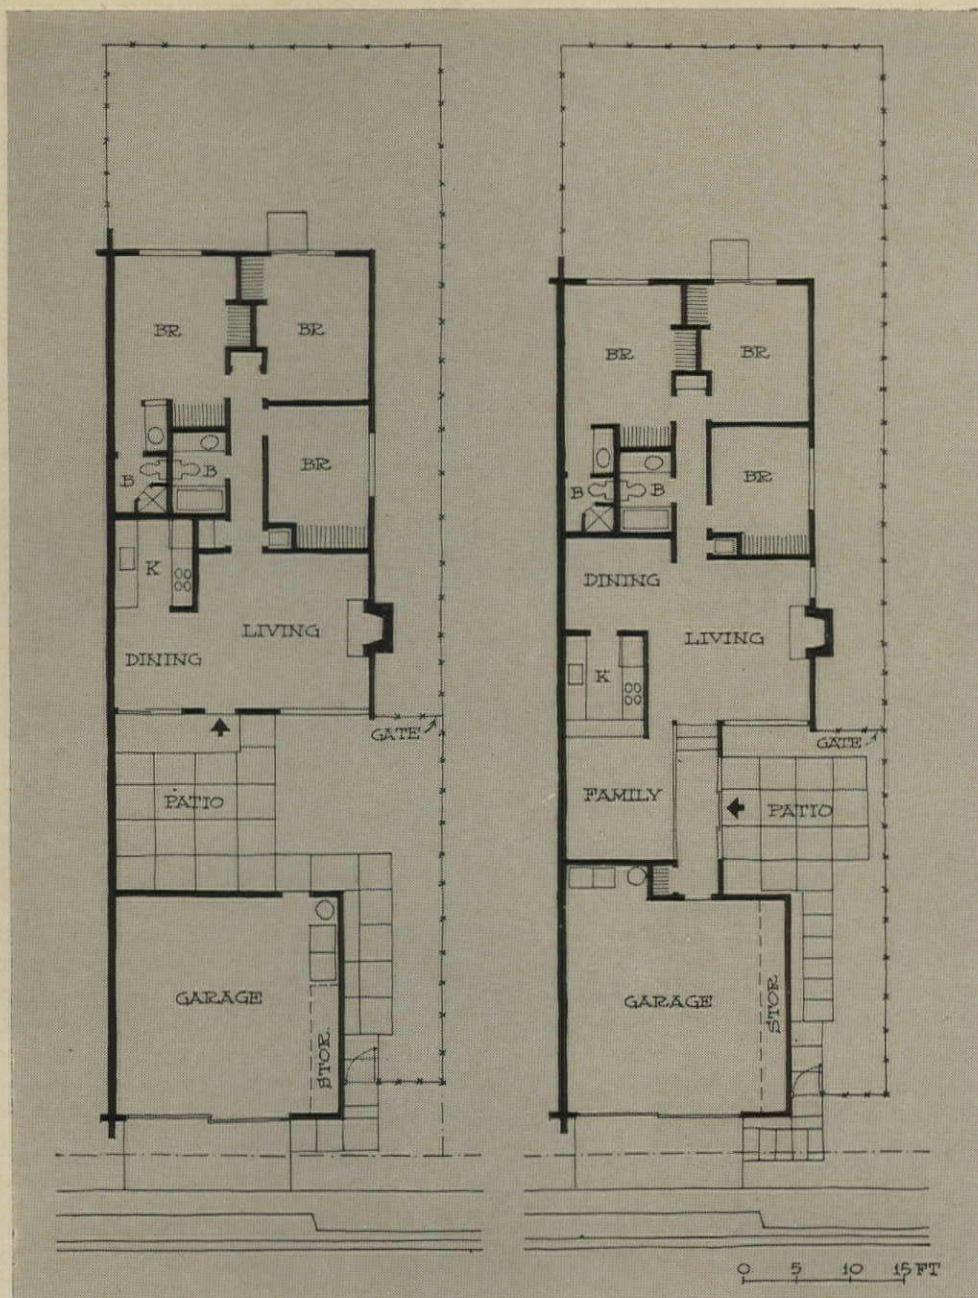 BR
BR
BR
B
B
K
LIVING
DINING
GATE
PATIO
GARAGE
STOR.
BR
BR
BR
B
B
DINING
LIVING
K
GATE
FAMILY
PATIO
GARAGE
STOR
0 5 10 15 FT